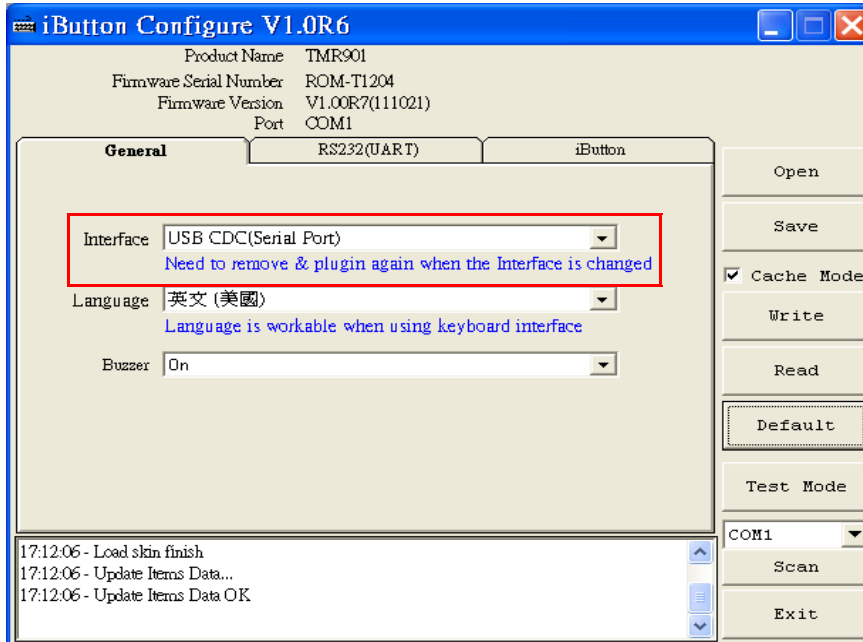 iButton Configure V1.0R6
Product Name TMR901
Firmware Serial Number ROM-T1204
Firmware Version V1.00R7(111021)
Port COM1
General RS232(UART) iButton
Interface USB CDC(Serial Port)
Need to remove & plugin again when the Interface is changed
Language 英文 (美國)
Language is workable when using keyboard interface
Buzzer On
Open
Save
Cache Mode
Write
Read
Default
Test Mode
COM1
Scan
Exit
17:12:06 - Load skin finish
17:12:06 - Update Items Data...
17:12:06 - Update Items Data OK